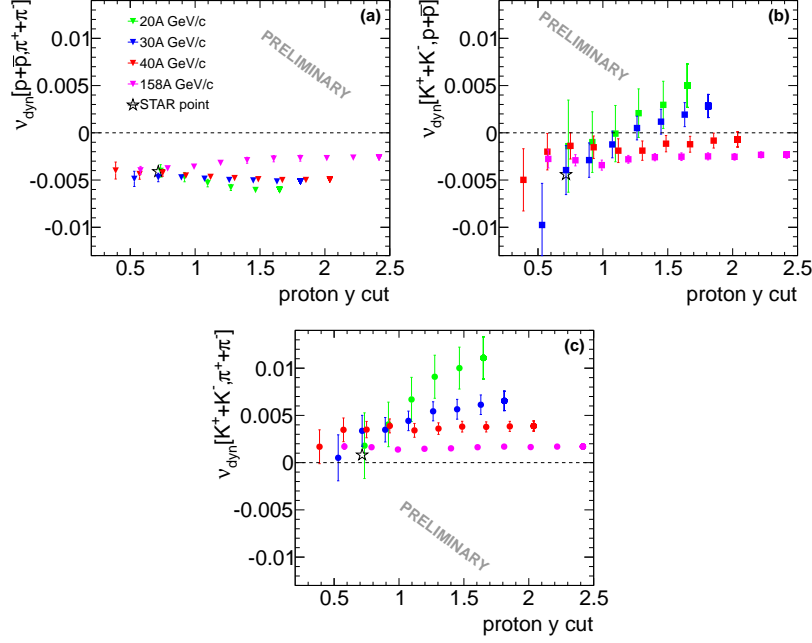 (a)
20A GeV/c
30A GeV/c
40A GeV/c
158A GeV/c
STAR point
PRELIMINARY
ν_dyn[p+p̅,π⁺+π⁻]
0.01
0.005
0
-0.005
-0.01
0.5 1 1.5 2 2.5
proton y cut
(b)
PRELIMINARY
ν_dyn[K⁺+K⁻,p+p̅]
0.01
0.005
0
-0.005
-0.01
0.5 1 1.5 2 2.5
proton y cut
(c)
ν_dyn[K⁺+K⁻,π⁺+π⁻]
0.01
0.005
0
-0.005
-0.01
PRELIMINARY
0.5 1 1.5 2 2.5
proton y cut